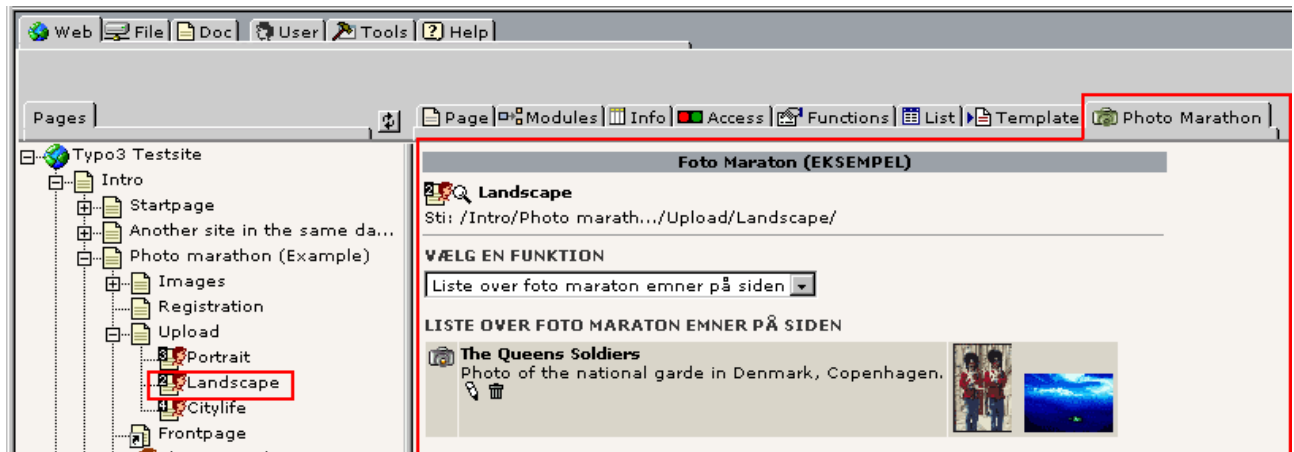 Web File Doc User Tools Help
Pages
Page Modules Info Access Functions List Template Photo Marathon
Typo3 Testsite
Intro
Startpage
Another site in the same da...
Photo marathon (Example)
Images
Registration
Upload
Portrait
Landscape
Citylife
Frontpage
Foto Maraton (EKSEMPEL)
Landscape
Sti: /Intro/Photo marath.../Upload/Landscape/
VÆLG EN FUNKTION
Liste over foto maraton emner på siden
LISTE OVER FOTO MARATON EMNER PÅ SIDEN
The Queens Soldiers
Photo of the national garde in Denmark, Copenhagen.